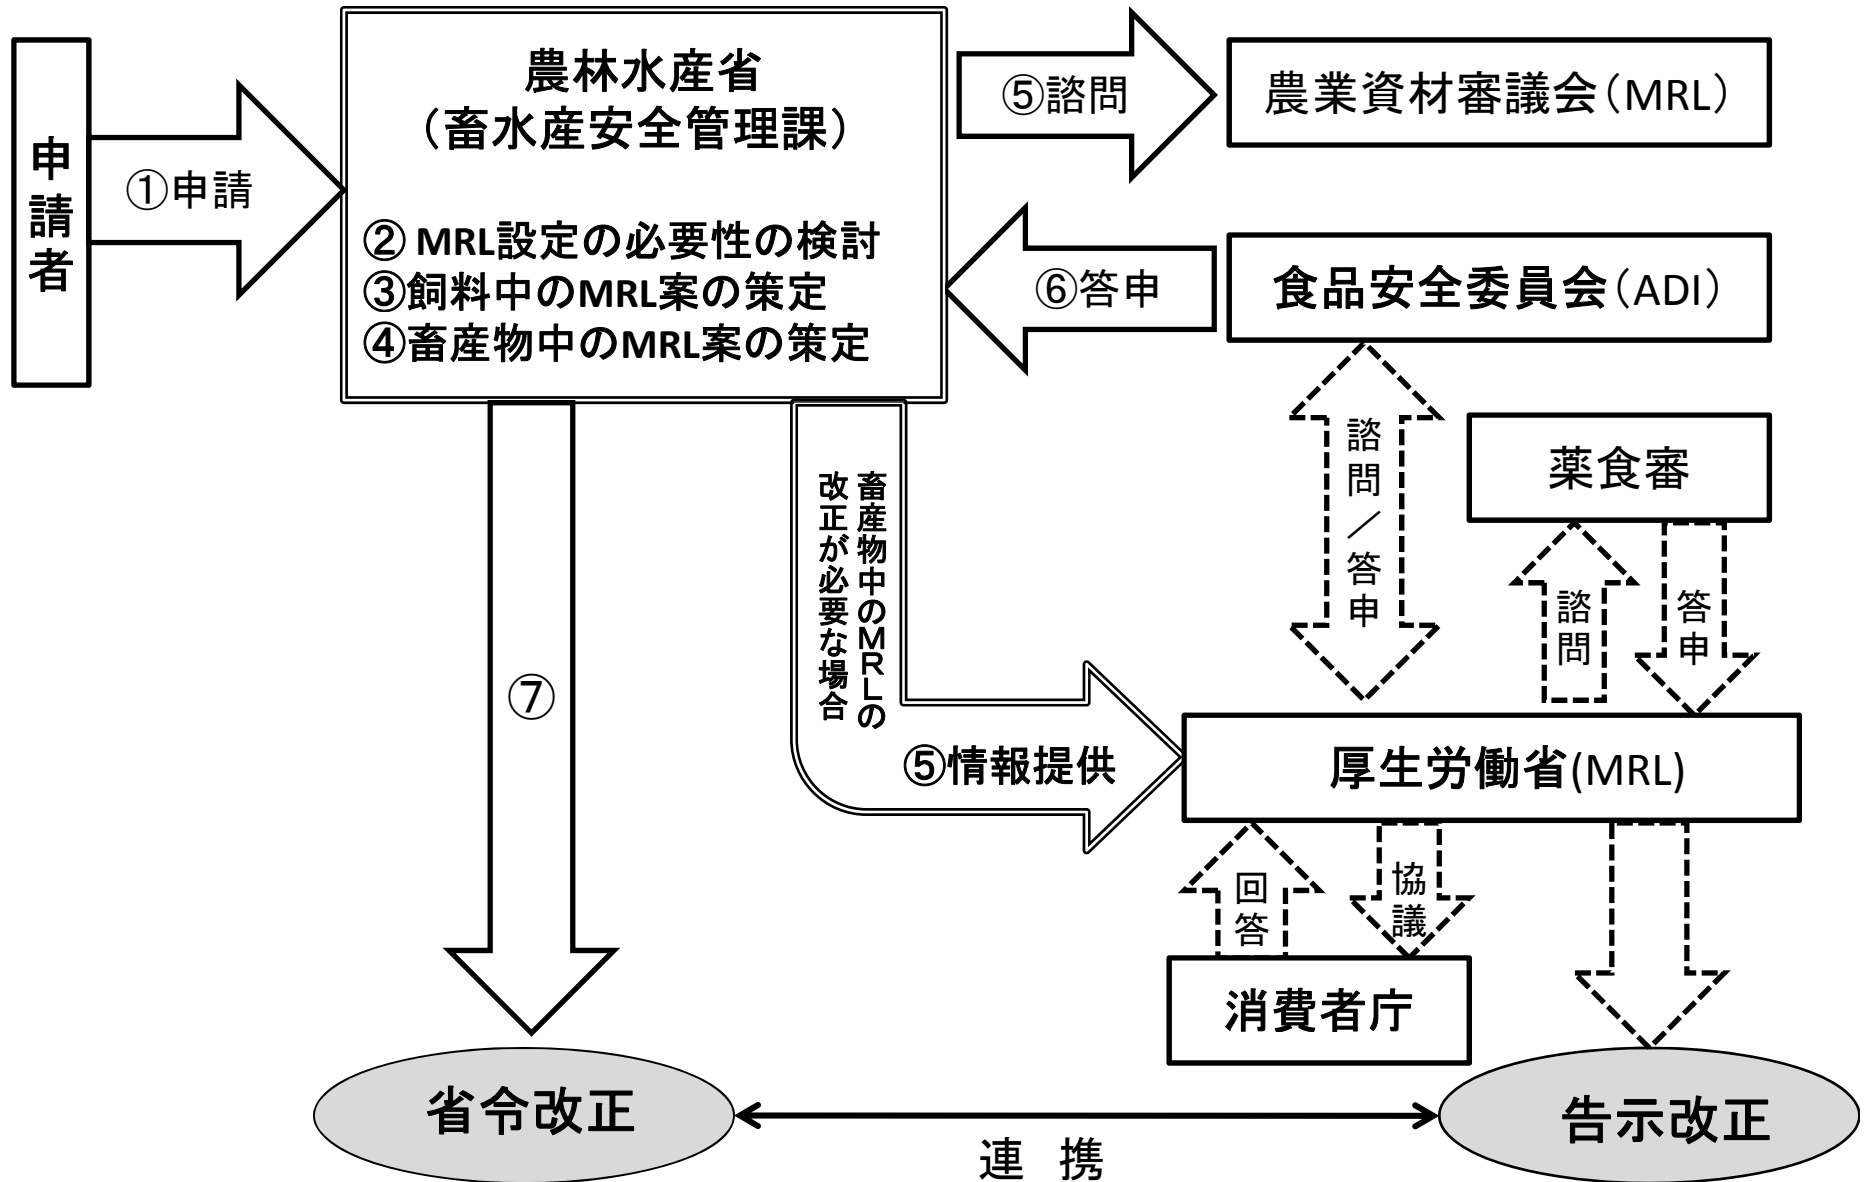 申請者
①申請
農林水産省
（畜水産安全管理課）
② MRL設定の必要性の検討
③飼料中のMRL案の策定
④畜産物中のMRL案の策定
⑤諮問
農業資材審議会（MRL）
⑥答申
食品安全委員会（ADI）
諮問／答申
薬食審
諮問
答申
畜産物中のＭＲＬの
改正が必要な場合
⑤情報提供
⑦
厚生労働省(MRL)
回答
協議
消費者庁
省令改正
連 携
告示改正